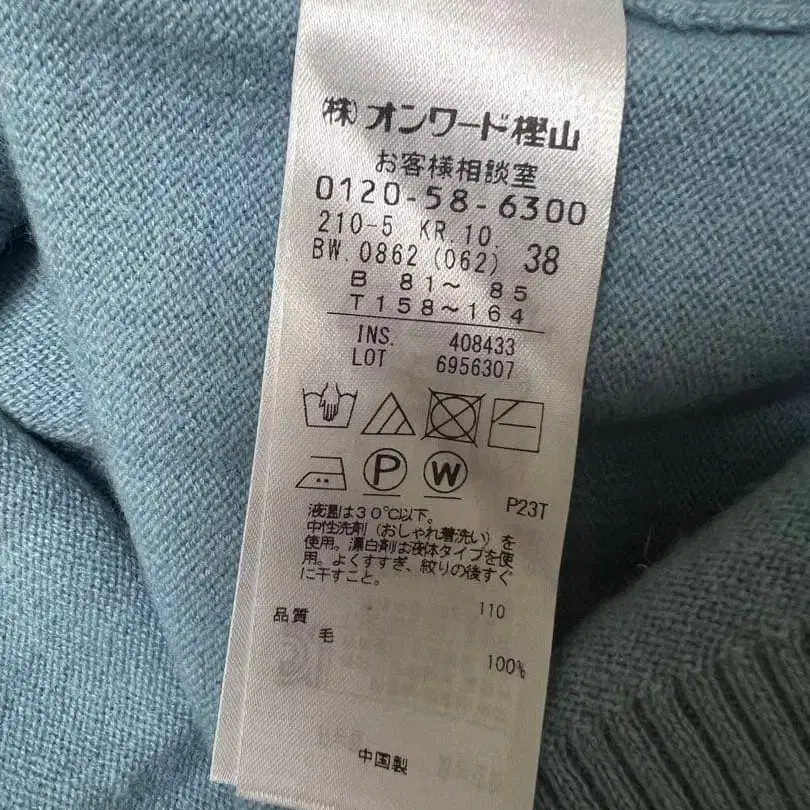 (株)オンワード樫山
お客様相談室
0120-58-6300
210-5 KR.10.
BW.0862(062) 38
B 81～ 85
T158～164
INS. 408433
LOT 6956307
P W
P23T
液温は30℃以下。
中性洗剤（おしゃれ着洗い）を
使用。漂白剤は液体タイプを使
用。よくすすぎ、絞りの後すぐ
に干すこと。
110
品質
毛
100%
中国製